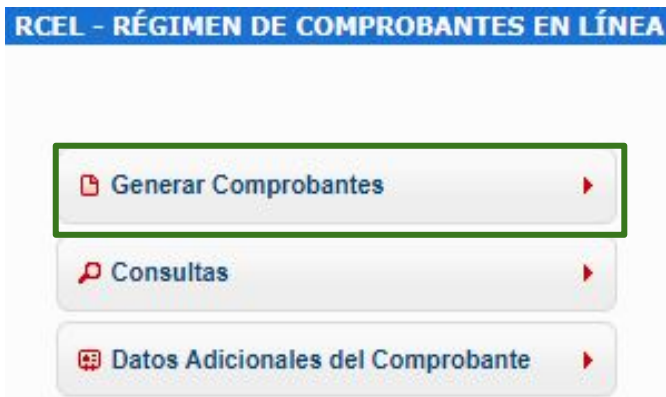 RCEL - RÉGIMEN DE COMPROBANTES EN LÍNEA
Generar Comprobantes
Consultas
Datos Adicionales del Comprobante